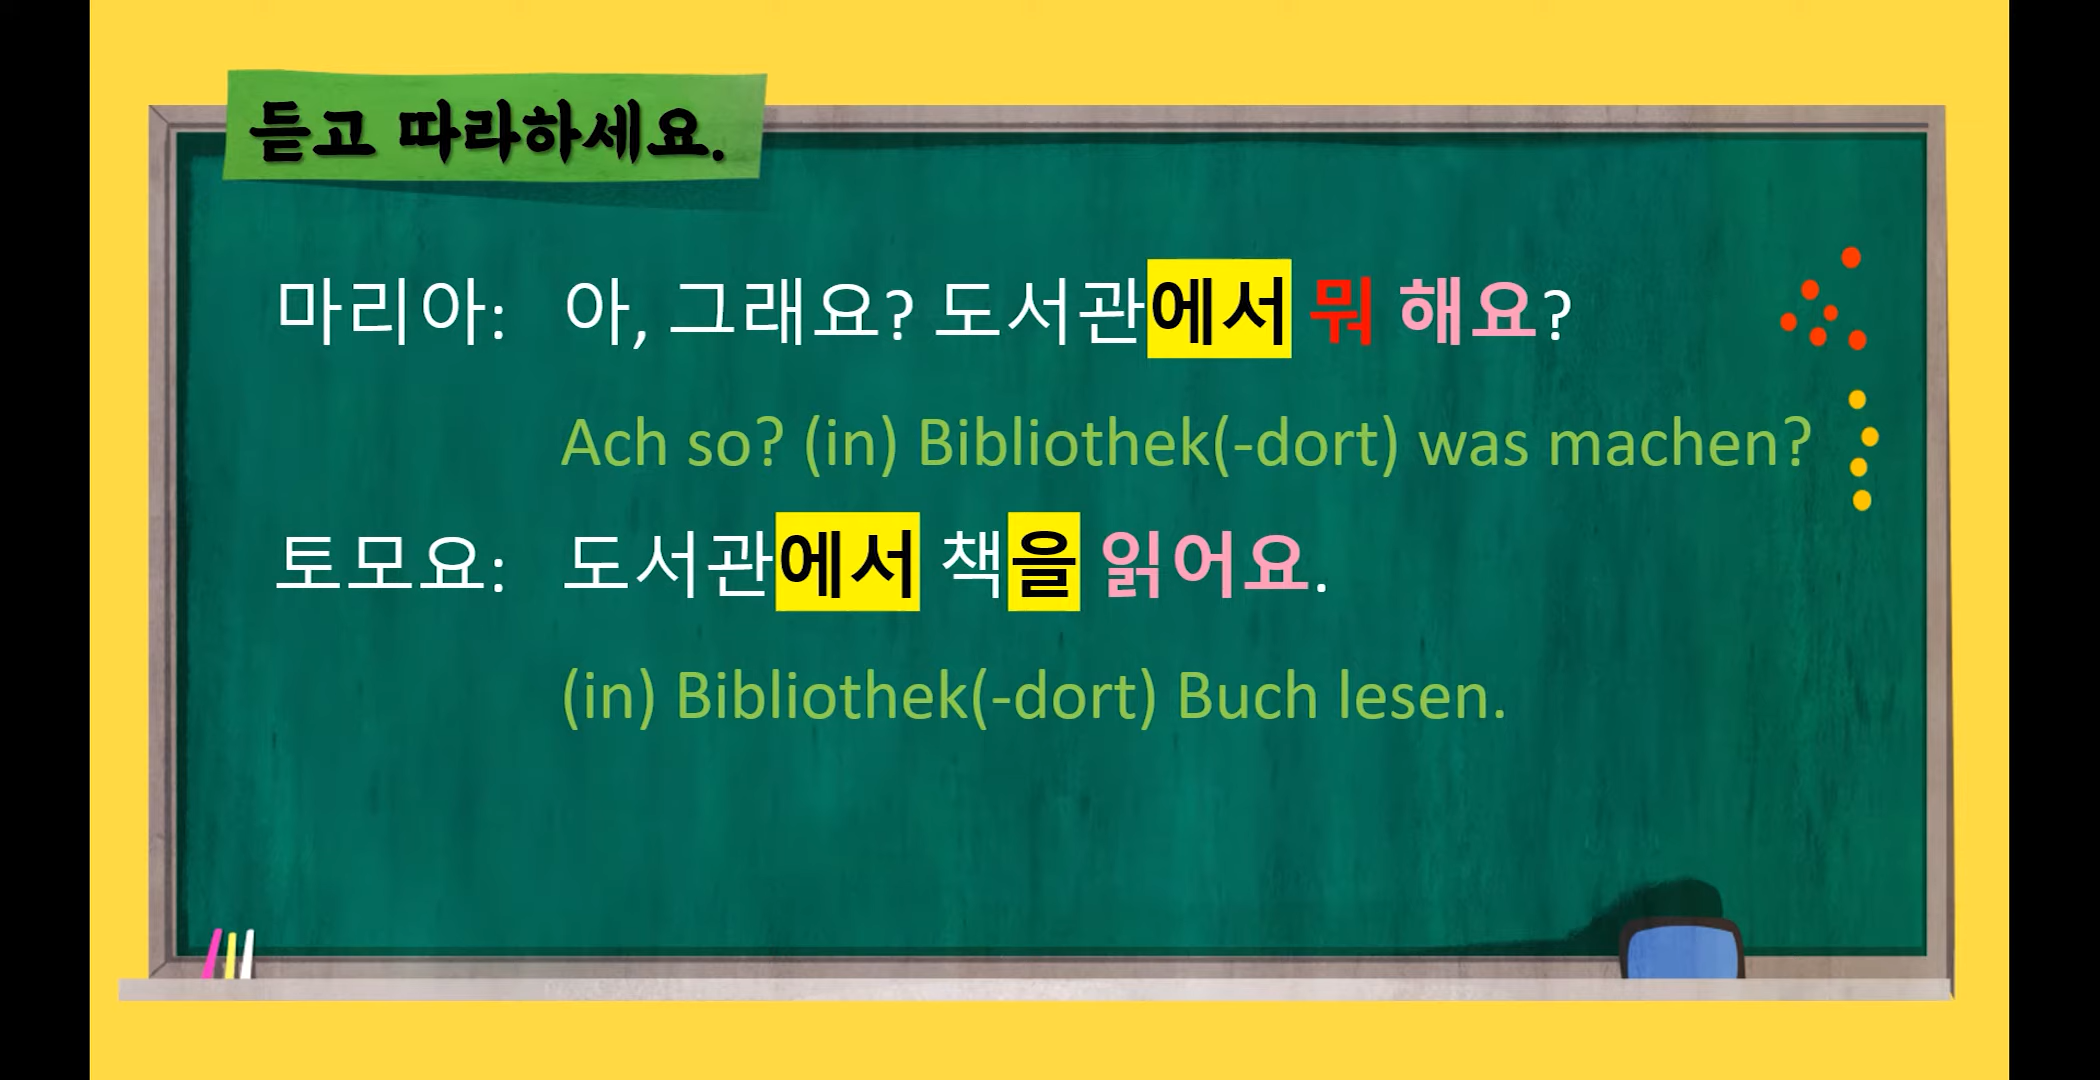 듣고 따라하세요.
마리아: 아, 그래요? 도서관에서 뭐 해요?
Ach so? (in) Bibliothek(-dort) was machen?
토모요: 도서관에서 책을 읽어요.
(in) Bibliothek(-dort) Buch lesen.